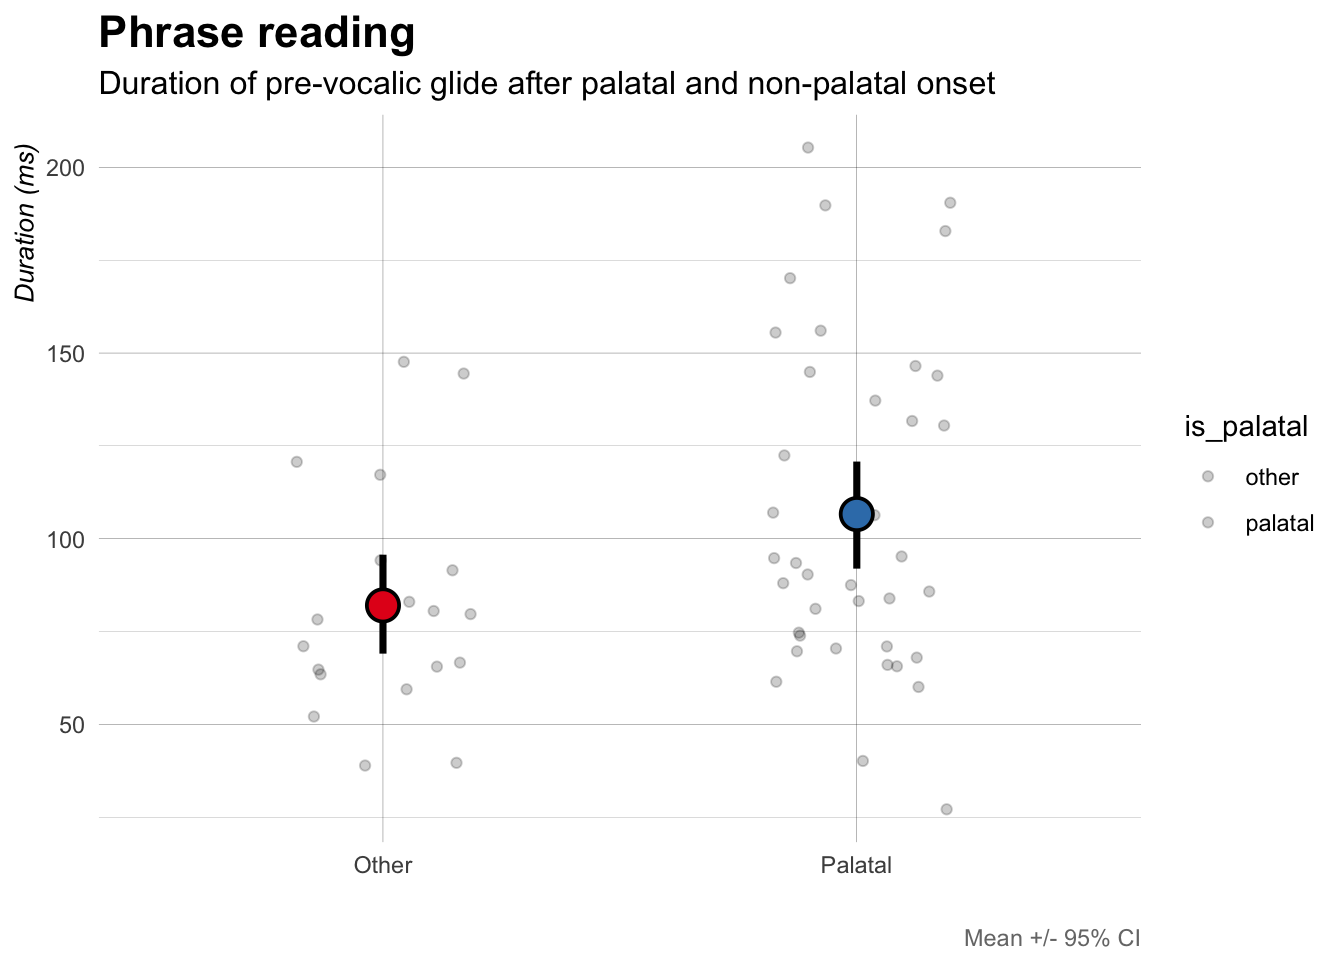 Phrase reading
Duration of pre-vocalic glide after palatal and non-palatal onset
Duration (ms)
200
150
100
50
Other
Palatal
is_palatal
other
palatal
Mean +/- 95% CI